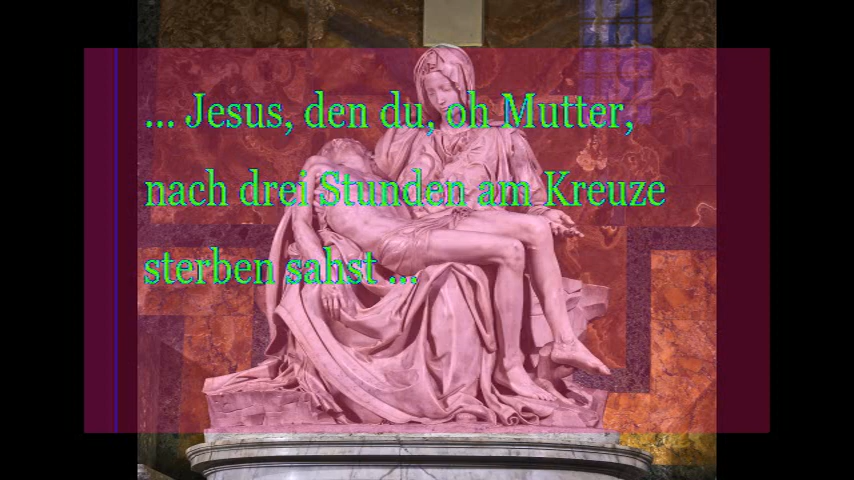 ... Jesus, den du, oh Mutter,
nach drei Stunden am Kreuze
sterben sahst ...